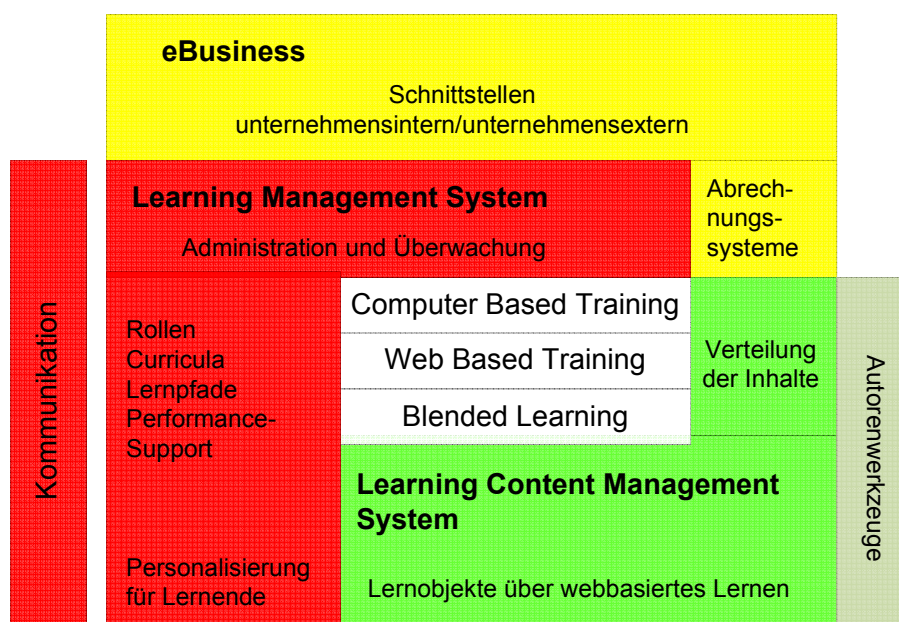 eBusiness
Schnittstellen
unternehmensintern/unternehmensextern
Learning Management System
Administration und Überwachung
Abrech-
nungs-
systeme
Kommunikation
Rollen
Curricula
Lernpfade
Performance-
Support
Personalisierung
für Lernende
Computer Based Training
Web Based Training
Blended Learning
Verteilung
der Inhalte
Learning Content Management
System
Lernobjekte über webbasiertes Lernen
Autorenwerkzeuge